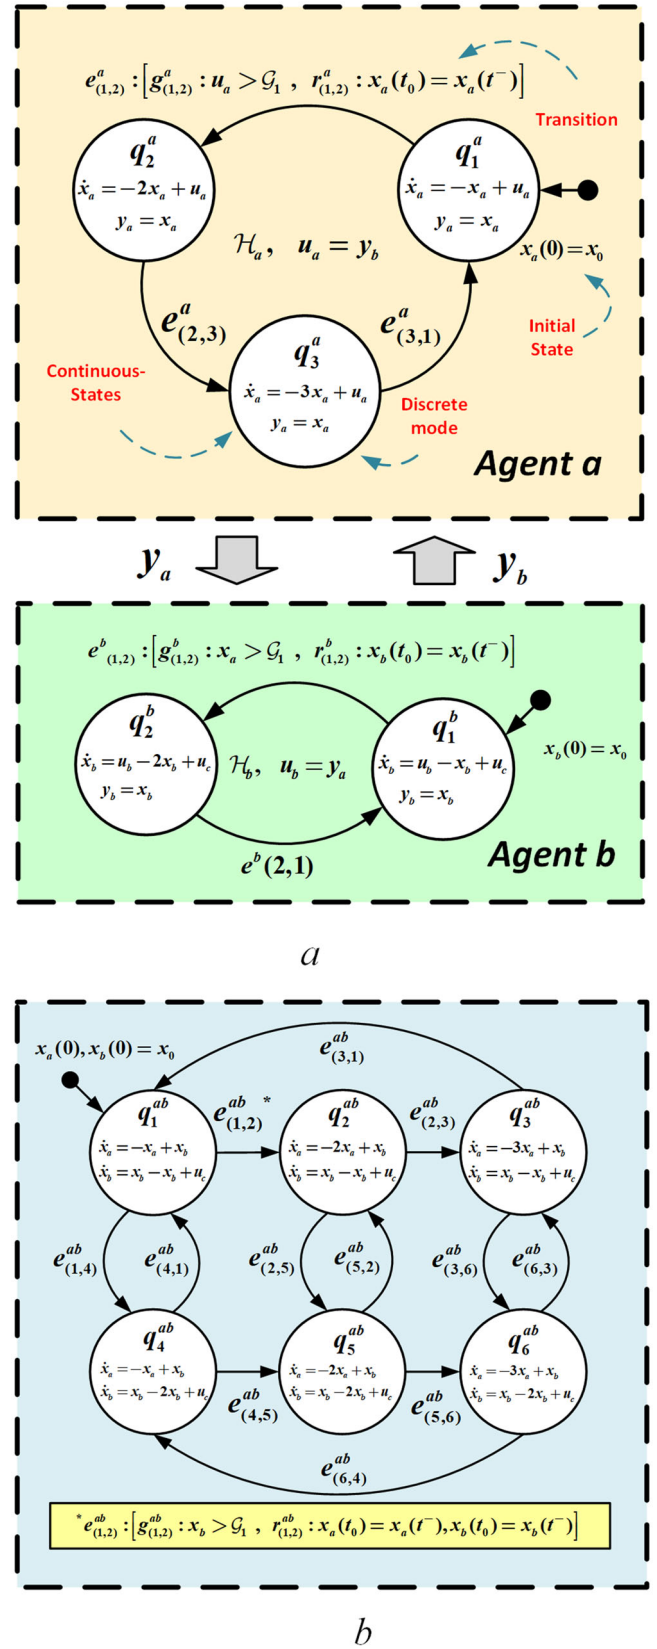 e^a_(1,2) : [g^a_(1,2) : u_a > 𝒢_1 , r^a_(1,2) : x_a(t_0) = x_a(t^-)]
Transition
q^a_2
ẋ_a = −2x_a + u_a
y_a = x_a
q^a_1
ẋ_a = −x_a + u_a
y_a = x_a
ℋ_a, u_a = y_b
x_a(0) = x_0
e^a_(2,3)
e^a_(3,1)
Initial
State
q^a_3
ẋ_a = −3x_a + u_a
y_a = x_a
Continuous-
States
Discrete
mode
Agent a
y_a
y_b
e^b_(1,2) : [g^b_(1,2) : x_a > 𝒢_1 , r^b_(1,2) : x_b(t_0) = x_b(t^-)]
q^b_2
ẋ_b = u_b − 2x_b + u_c
y_b = x_b
ℋ_b, u_b = y_a
q^b_1
ẋ_b = u_b − x_b + u_c
y_b = x_b
x_b(0) = x_0
e^b(2,1)
Agent b
a
x_a(0), x_b(0) = x_0
e^ab_(3,1)
q^ab_1
ẋ_a = −x_a + x_b
ẋ_b = x_b − x_b + u_c
e^ab_(1,2)*
q^ab_2
ẋ_a = −2x_a + x_b
ẋ_b = x_b − x_b + u_c
e^ab_(2,3)
q^ab_3
ẋ_a = −3x_a + x_b
ẋ_b = x_b − x_b + u_c
e^ab_(1,4)
e^ab_(4,1)
e^ab_(2,5)
e^ab_(5,2)
e^ab_(3,6)
e^ab_(6,3)
q^ab_4
ẋ_a = −x_a + x_b
ẋ_b = x_b − 2x_b + u_c
e^ab_(4,5)
q^ab_5
ẋ_a = −2x_a + x_b
ẋ_b = x_b − 2x_b + u_c
e^ab_(5,6)
q^ab_6
ẋ_a = −3x_a + x_b
ẋ_b = x_b − 2x_b + u_c
e^ab_(6,4)
*e^ab_(1,2) : [g^ab_(1,2) : x_b > 𝒢_1 , r^ab_(1,2) : x_a(t_0) = x_a(t^-), x_b(t_0) = x_b(t^-)]
b